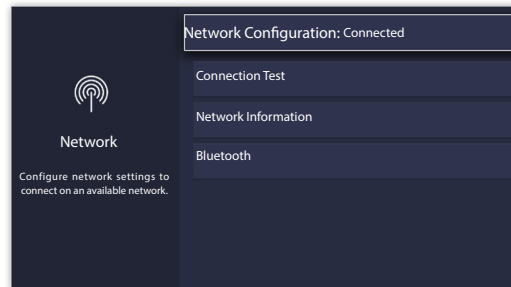 Network Configuration: Connected
Connection Test
Network Information
Bluetooth
Network
Configure network settings to
connect on an available network.